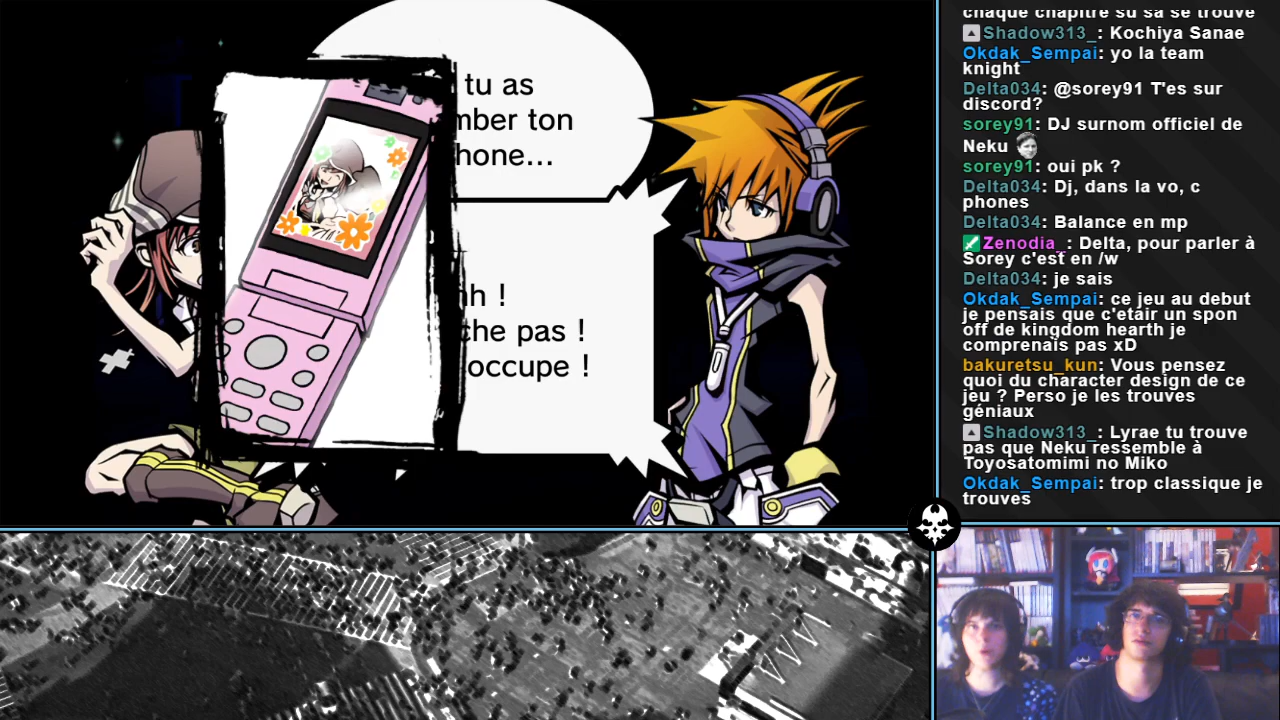 tu as
mber ton
hone...
nh !
che pas !
occupe !
chaque chapitre su sa se trouve
Shadow313_: Kochiya Sanae
Okdak_Sempai: yo la team
knight
Delta034: @sorey91 T'es sur
discord?
sorey91: DJ surnom officiel de
Neku
sorey91: oui pk ?
Delta034: Dj, dans la vo, c
phones
Delta034: Balance en mp
Zenodia_: Delta, pour parler à
Sorey c'est en /w
Delta034: je sais
Okdak_Sempai: ce jeu au debut
je pensais que c'etair un spon
off de kingdom hearth je
comprenais pas xD
bakuretsu_kun: Vous pensez
quoi du character design de ce
jeu ? Perso je les trouves
géniaux
Shadow313_: Lyrae tu trouve
pas que Neku ressemble à
Toyosatomimi no Miko
Okdak_Sempai: trop classique je
trouves